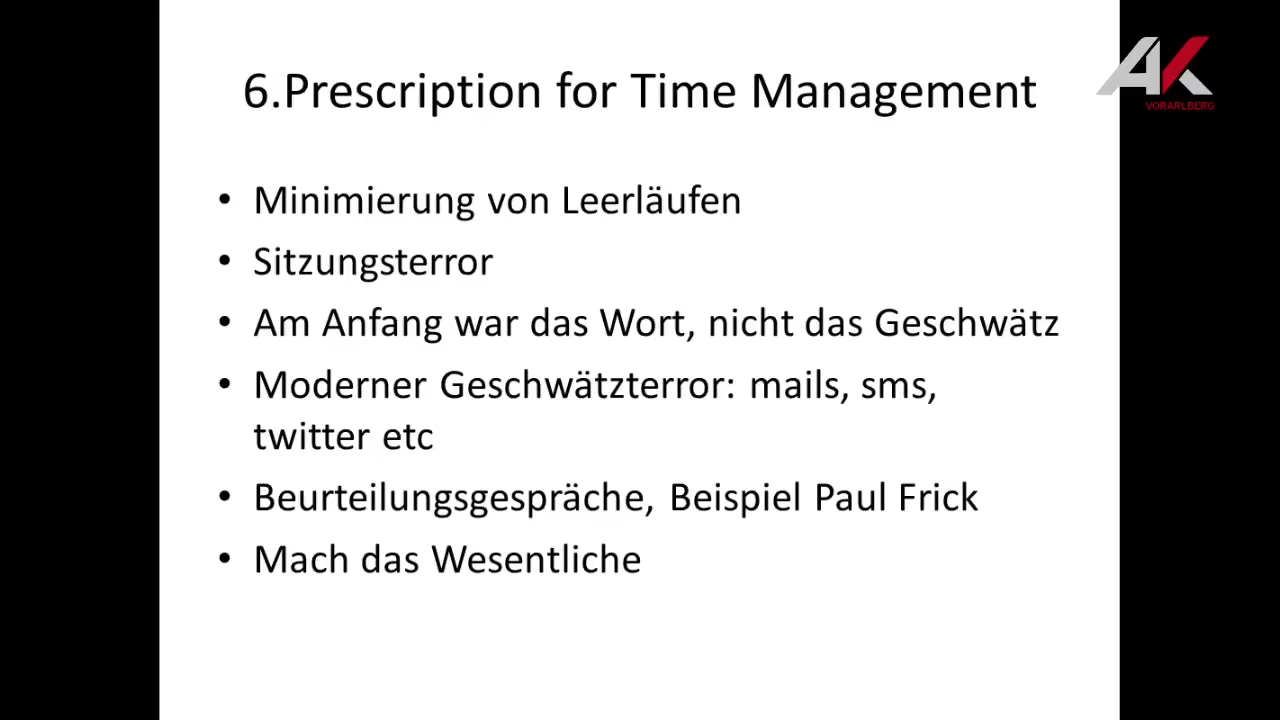 6.Prescription for Time Management
AK
VORARLBERG
• Minimierung von Leerläufen
• Sitzungsterror
• Am Anfang war das Wort, nicht das Geschwätz
• Moderner Geschwätzterror: mails, sms,
twitter etc
• Beurteilungsgespräche, Beispiel Paul Frick
• Mach das Wesentliche